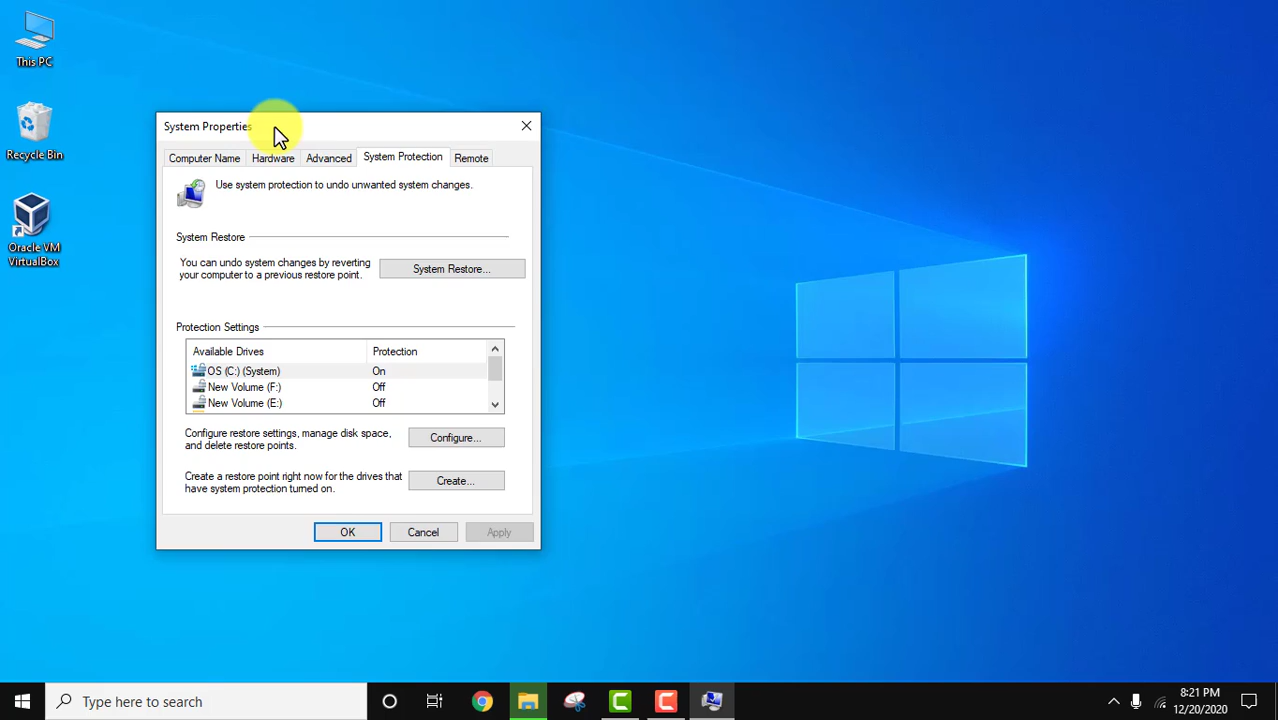 This PC
Recycle Bin
Oracle VM
VirtualBox
System Properties
Computer Name
Hardware
Advanced
System Protection
Remote
Use system protection to undo unwanted system changes.
System Restore
You can undo system changes by reverting
your computer to a previous restore point.
System Restore...
Protection Settings
Available Drives Protection
OS (C:) (System) On
New Volume (F:) Off
New Volume (E:) Off
Configure restore settings, manage disk space,
and delete restore points.
Configure...
Create a restore point right now for the drives that
have system protection turned on.
Create...
OK
Cancel
Apply
Type here to search
8:21 PM
12/20/2020